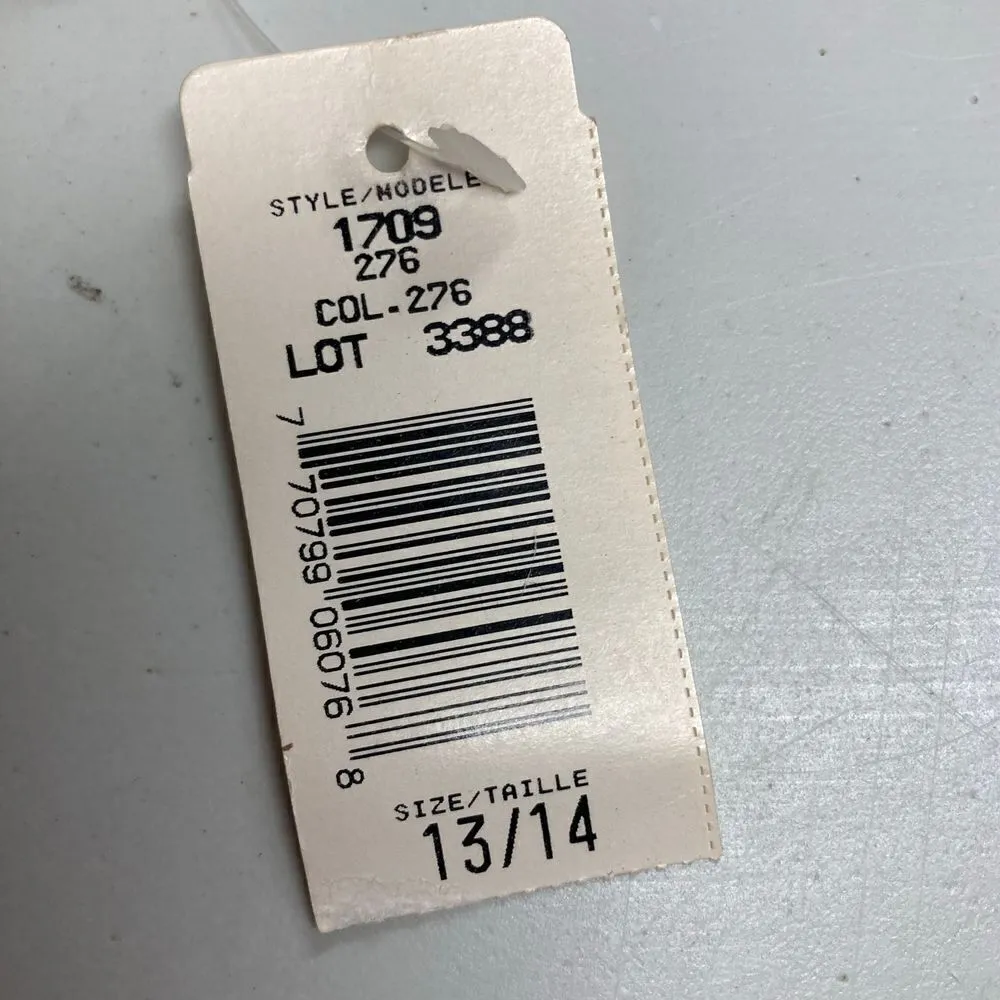 STYLE/MODELE
1709
276
COL-276
LOT 3388
7 70799 06076 8
SIZE/TAILLE
13/14